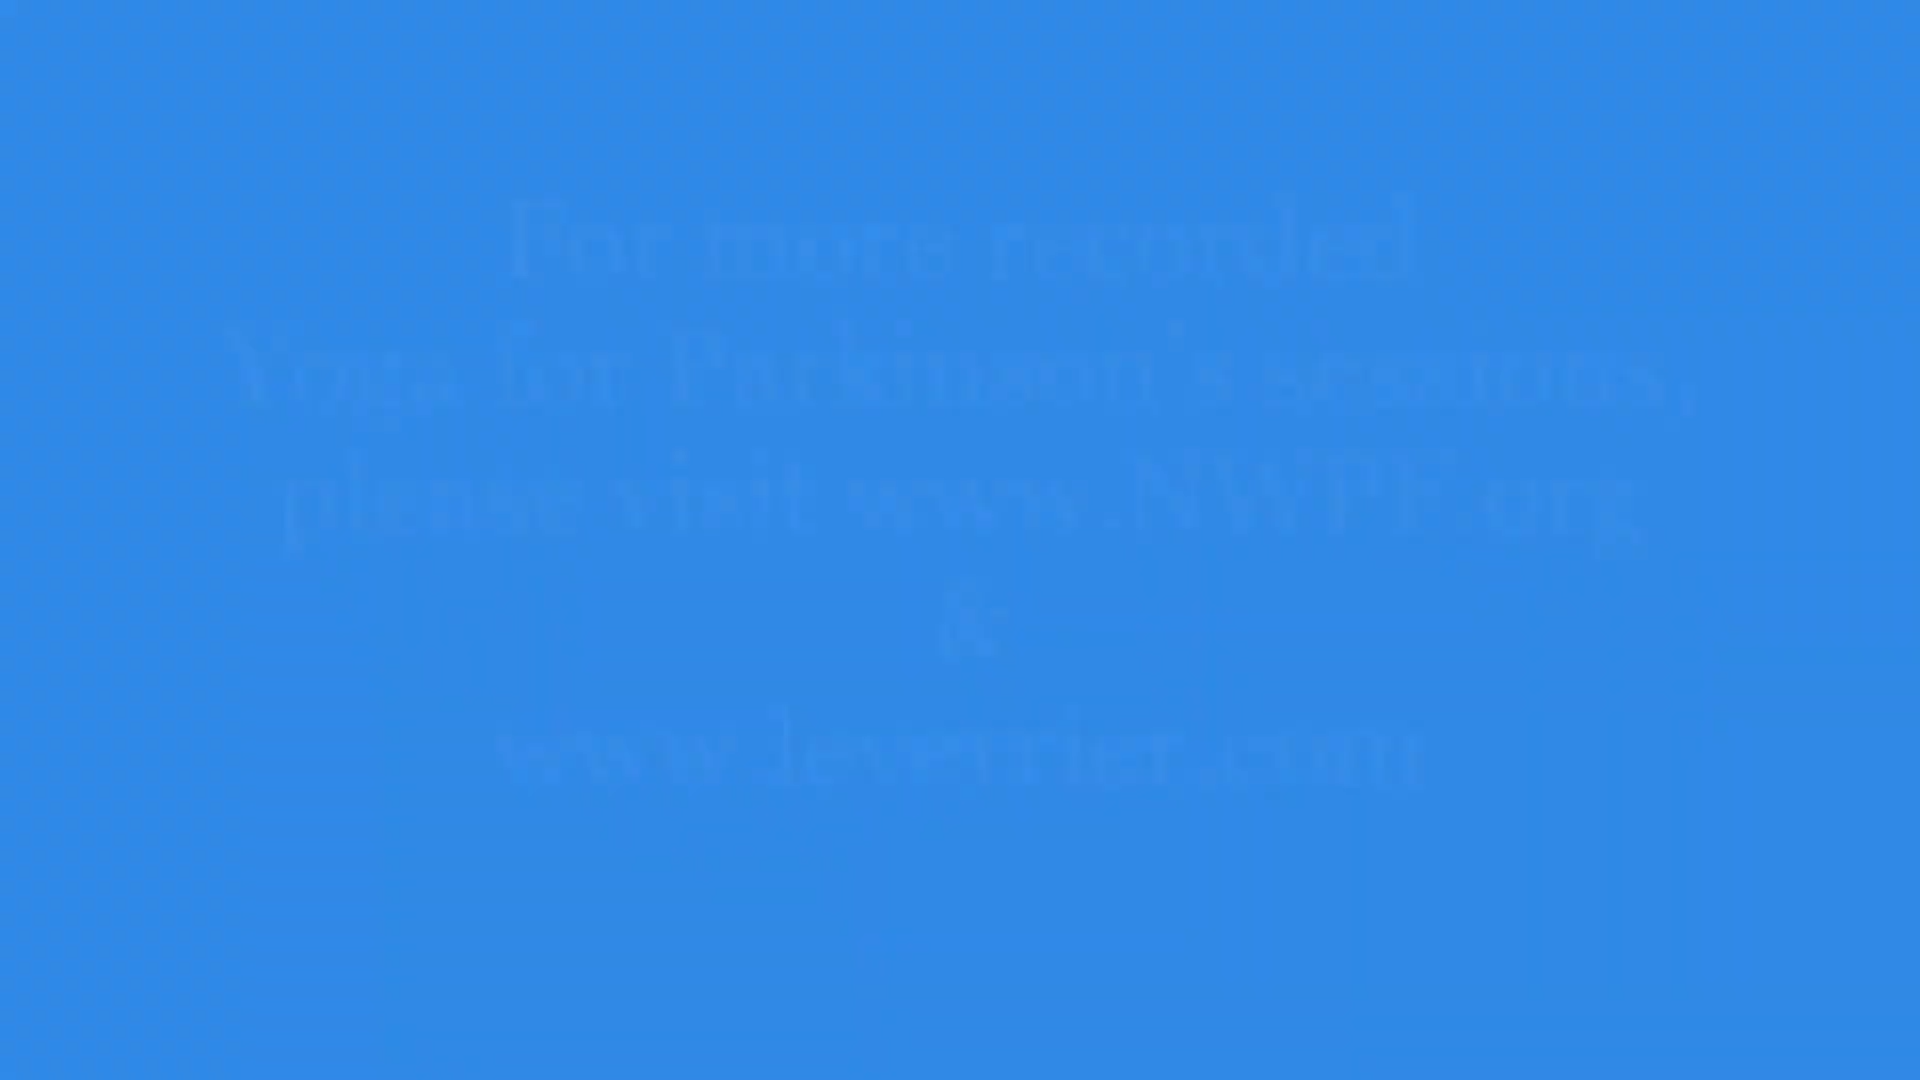 For more recorded
Yoga for Parkinson's sessions,
please visit www.NWPF.org
&